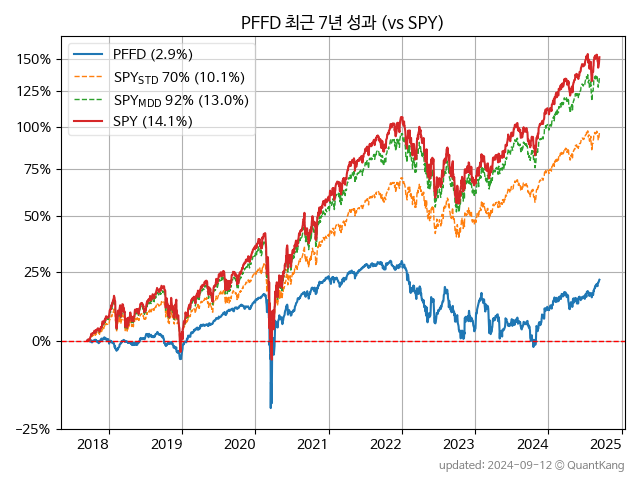 PFFD 최근 7년 성과 (vs SPY)
PFFD (2.9%)
SPY_STD 70% (10.1%)
SPY_MDD 92% (13.0%)
SPY (14.1%)
150%
125%
100%
75%
50%
25%
0%
−25%
2018 2019 2020 2021 2022 2023 2024 2025
updated: 2024-09-12 © QuantKang